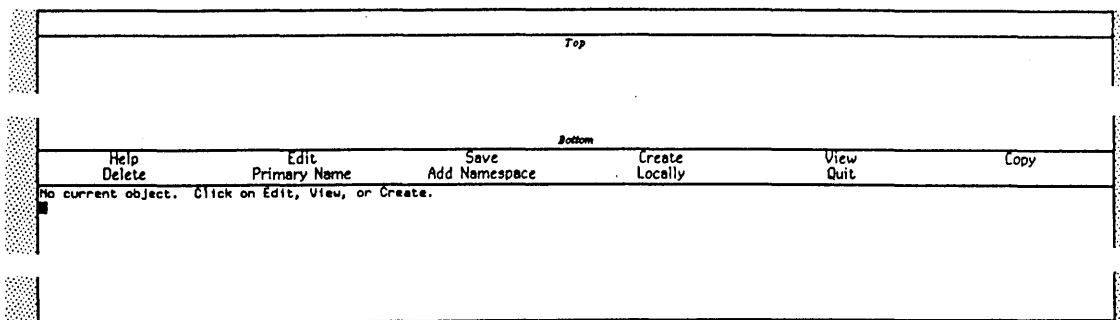 Top
Bottom
Help Edit Save Create View Copy
Delete Primary Name Add Namespace Locally Quit
No current object. Click on Edit, View, or Create.